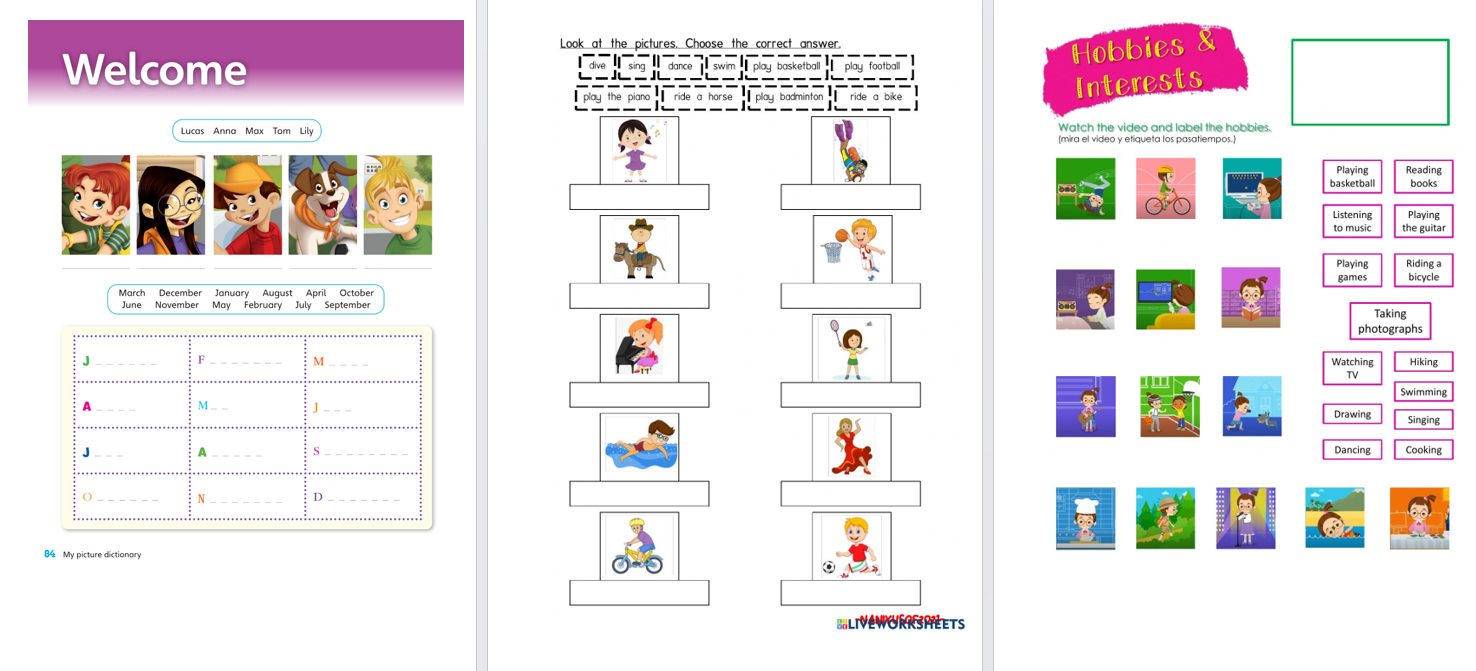 Welcome
Lucas Anna Max Tom Lily
March December January August April October
June November May February July September
J _ _ _ _ _ _ F _ _ _ _ _ _ _ M _ _ _ _
A _ _ _ _ M _ _ J _ _ _
J _ _ _ A _ _ _ _ _ S _ _ _ _ _ _ _ _
O _ _ _ _ _ _ N _ _ _ _ _ _ _ D _ _ _ _ _ _ _
84 My picture dictionary
Look at the pictures. Choose the correct answer.
dive sing dance swim play basketball play football
play the piano ride a horse play badminton ride a bike
LIVEWORKSHEETS
Hobbies &
Interests
Watch the video and label the hobbies.
(mira el video y etiqueta los pasatiempos.)
Playing
basketball
Reading
books
Listening
to music
Playing
the guitar
Playing
games
Riding a
bicycle
Taking
photographs
Watching
TV
Hiking
Swimming
Drawing
Singing
Dancing
Cooking